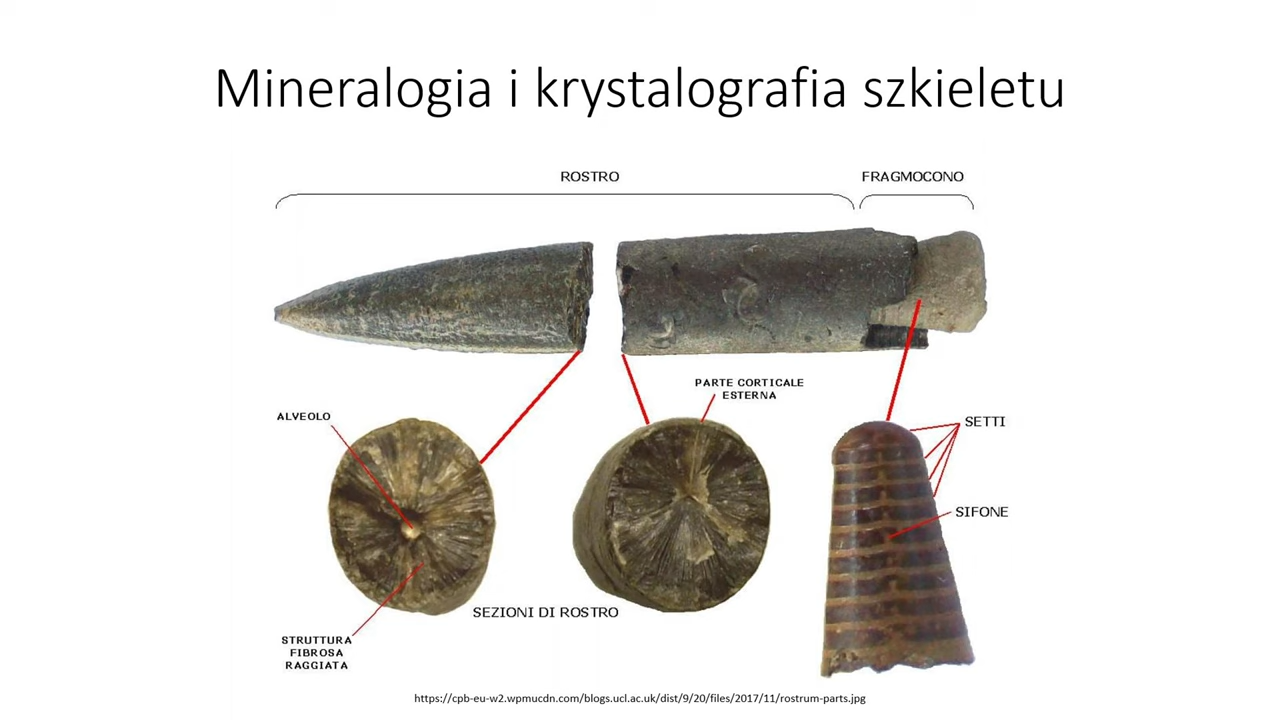 Mineralogia i krystalografia szkieletu
ROSTRO
FRAGMOCONO
PARTE CORTICALE
ESTERNA
ALVEOLO
SETTI
SIFONE
SEZIONI DI ROSTRO
STRUTTURA
FIBROSA
RAGGIATA
https://cpb-eu-w2.wpmucdn.com/blogs.ucl.ac.uk/dist/9/20/files/2017/11/rostrum-parts.jpg